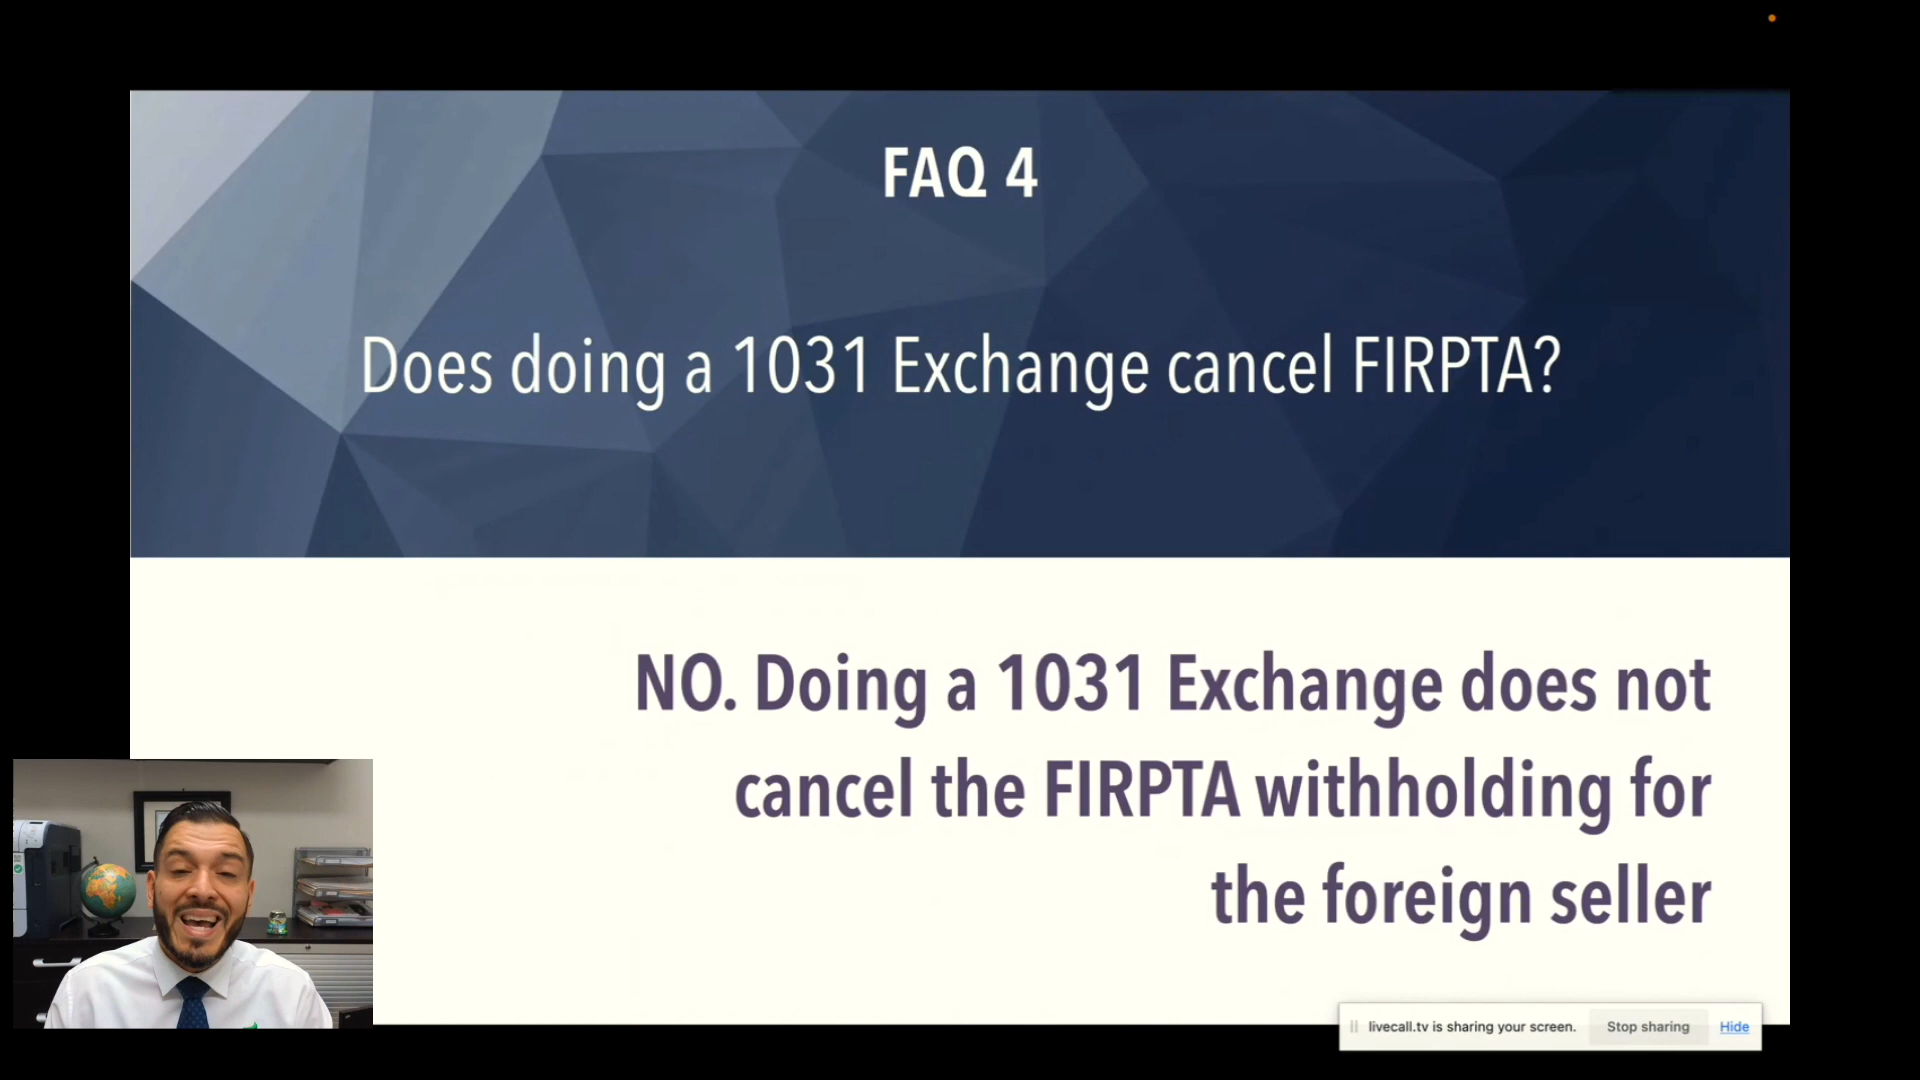 FAQ 4
Does doing a 1031 Exchange cancel FIRPTA?
NO. Doing a 1031 Exchange does not
cancel the FIRPTA withholding for
the foreign seller
livecall.tv is sharing your screen. Stop sharing Hide